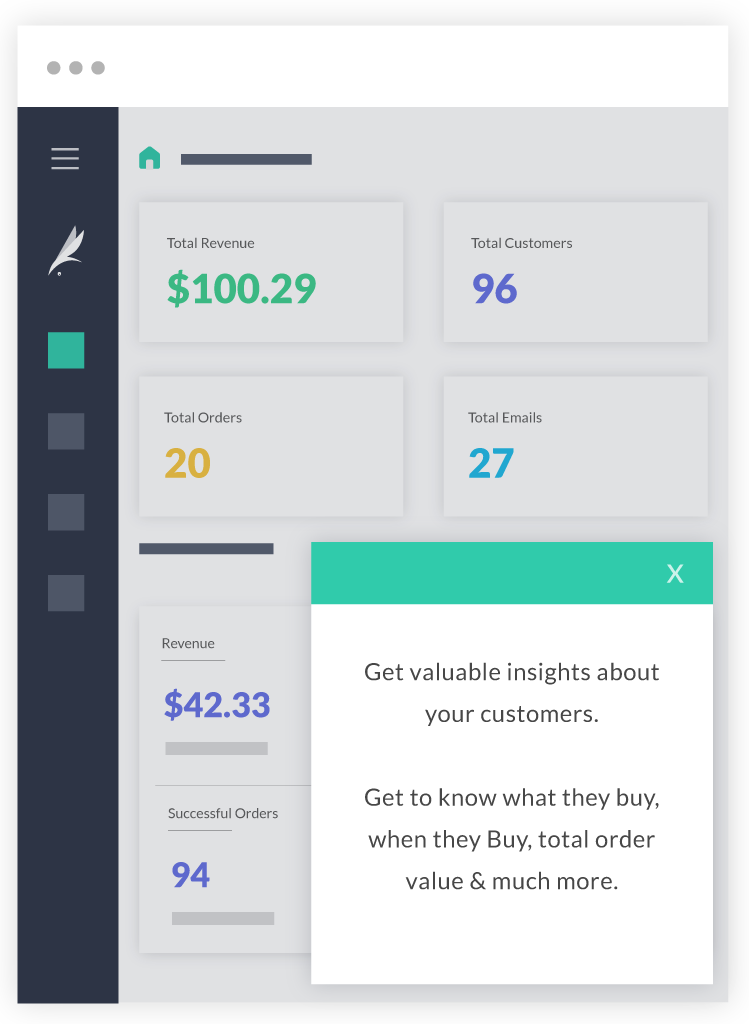 Total Revenue
$100.29
Total Customers
96
Total Orders
20
Total Emails
27
X
Revenue
$42.33
Successful Orders
94
Get valuable insights about
your customers.
Get to know what they buy,
when they Buy, total order
value & much more.